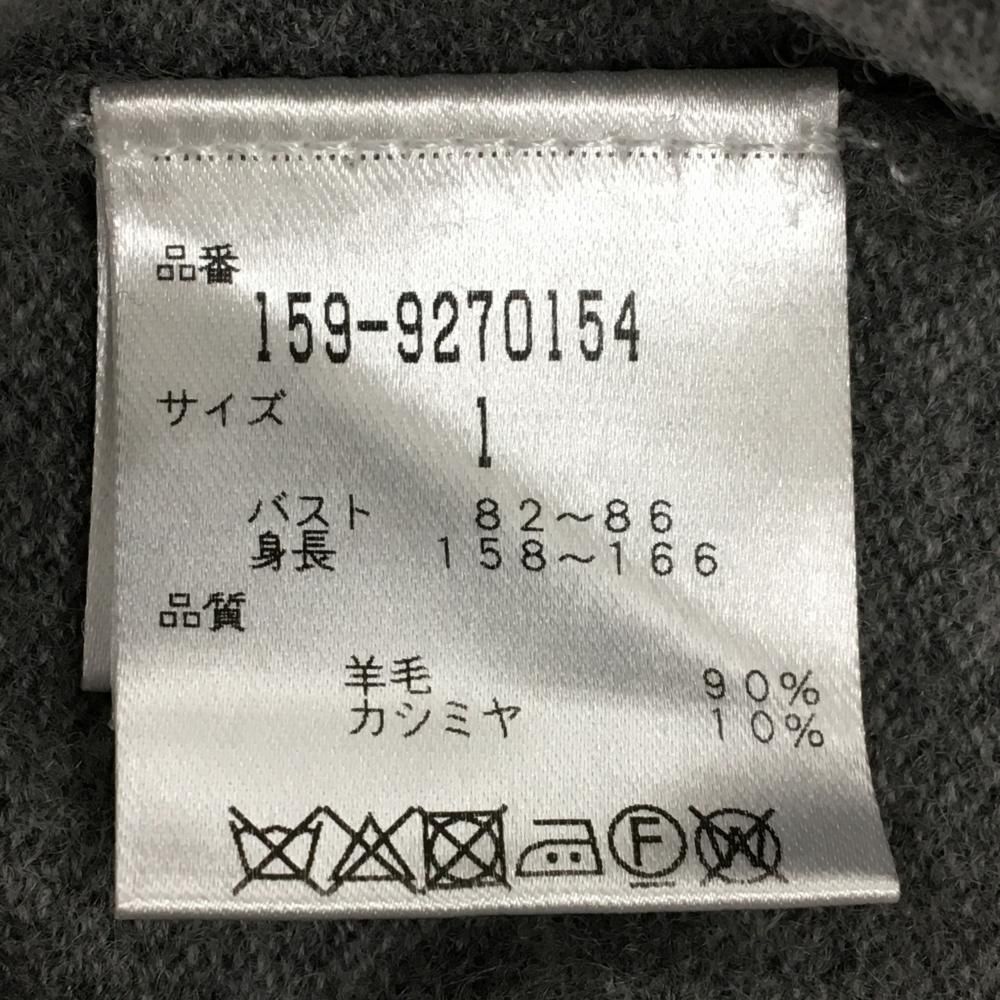 品番
159-9270154
サイズ
1
バスト 82～86
身長 158～166
品質
羊毛 90%
カシミヤ 10%
F W